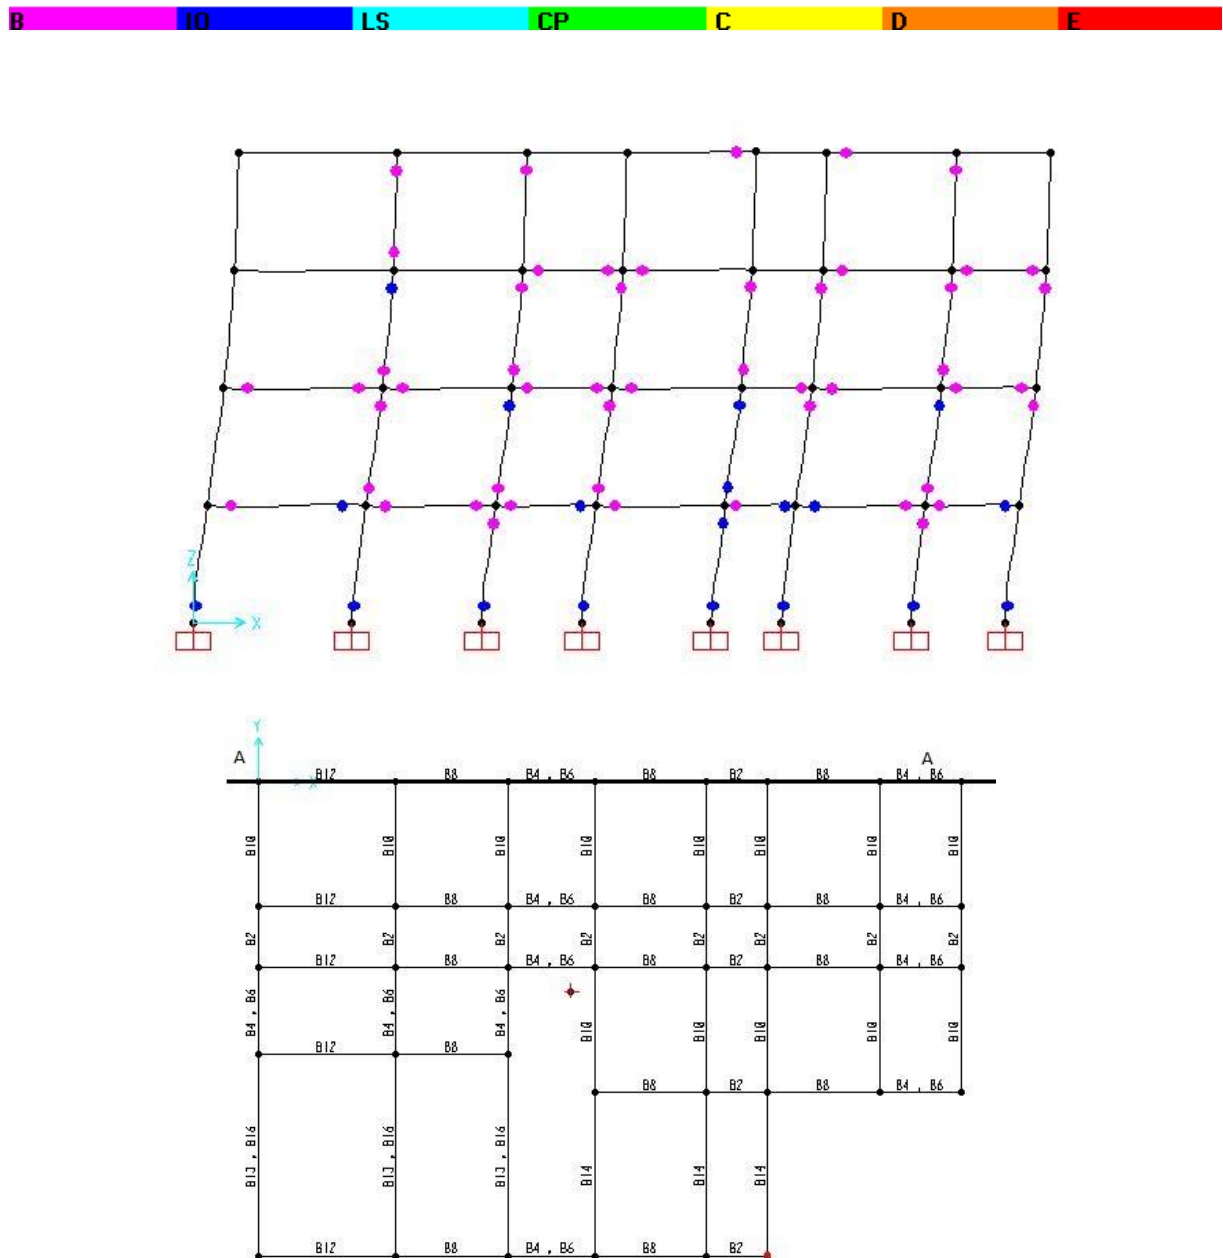 B IO LS CP C D E
Z
X
Y
A A
B12 B8 B4 , B6 B8 B2 B8 B4 , B6
X
B10 B10 B10 B10 B10 B10 B10 B10
B12 B8 B4 , B6 B8 B2 B8 B4 , B6
B2 B2 B2 B2 B2 B2 B2 B2
B12 B8 B4 , B6 B8 B2 B8 B4 , B6
B4 , B6 B4 , B6 B4 , B6 B10 B10 B10 B10 B10
B12 B8
B8 B2 B8 B4 , B6
B13 , B16 B13 , B16 B13 , B16 B14 B14 B14
B12 B8 B4 , B6 B8 B2